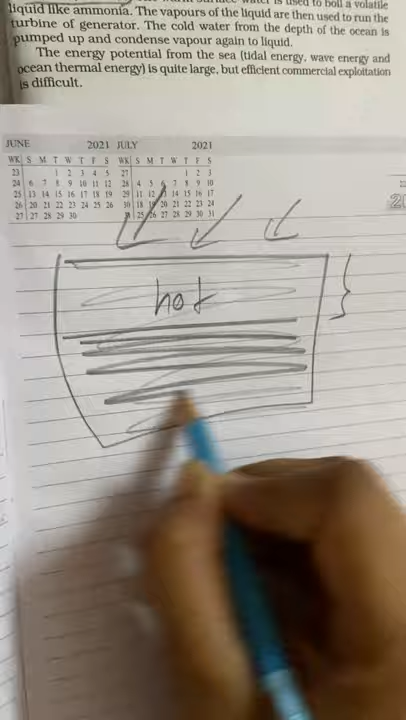 is used to boil a volatile
liquid like ammonia. The vapours of the liquid are then used to run the
turbine of generator. The cold water from the depth of the ocean is
pumped up and condense vapour again to liquid.
The energy potential from the sea (tidal energy, wave energy and
ocean thermal energy) is quite large, but efficient commercial exploitation
is difficult.
JUNE 2021 JULY 2021
WK S M T W T F S WK S M T W T F S
23 1 2 3 4 5 27 1 2 3
24 6 7 8 9 10 11 12 28 4 5 6 7 8 9 10
25 13 14 15 16 17 18 19 29 11 12 13 14 15 16 17
26 20 21 22 23 24 25 26 30 18 19 20 21 22 23 24
27 27 28 29 30 25 26 27 28 29 30 31
hot